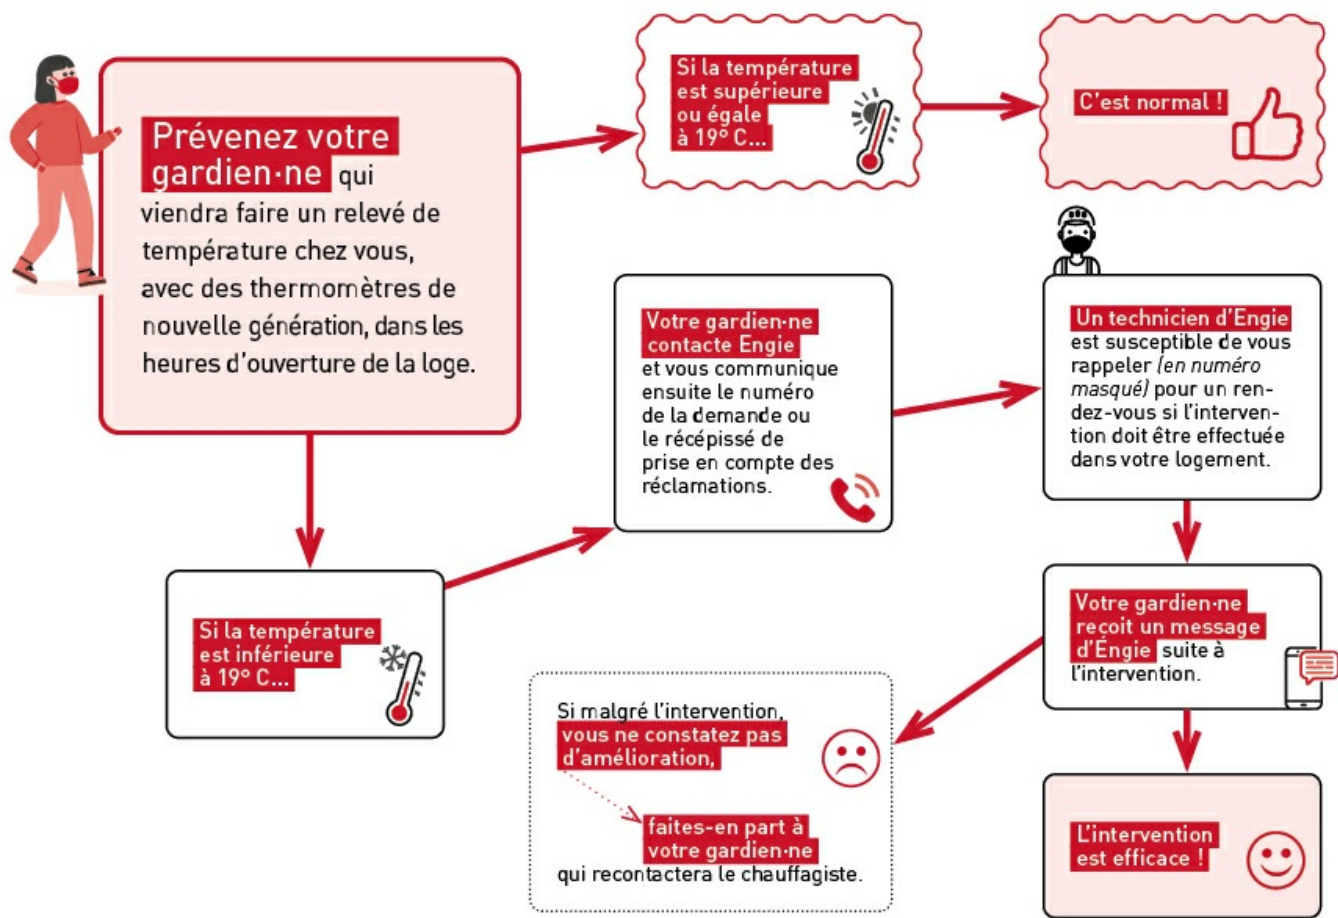 Prévenez votre
gardien·ne qui
viendra faire un relevé de
température chez vous,
avec des thermomètres de
nouvelle génération, dans les
heures d'ouverture de la loge.
Si la température
est supérieure
ou égale
à 19° C...
C'est normal !
Si la température
est inférieure
à 19° C...
Votre gardien·ne
contacte Engie
et vous communique
ensuite le numéro
de la demande ou
le récépissé de
prise en compte des
réclamations.
Un technicien d'Engie
est susceptible de vous
rappeler (en numéro
masqué) pour un ren-
dez-vous si l'interven-
tion doit être effectuée
dans votre logement.
Votre gardien·ne
reçoit un message
d'Éngie suite à
l'intervention.
Si malgré l'intervention,
vous ne constatez pas
d'amélioration,
faites-en part à
votre gardien·ne
qui recontactera le chauffagiste.
L'intervention
est efficace !